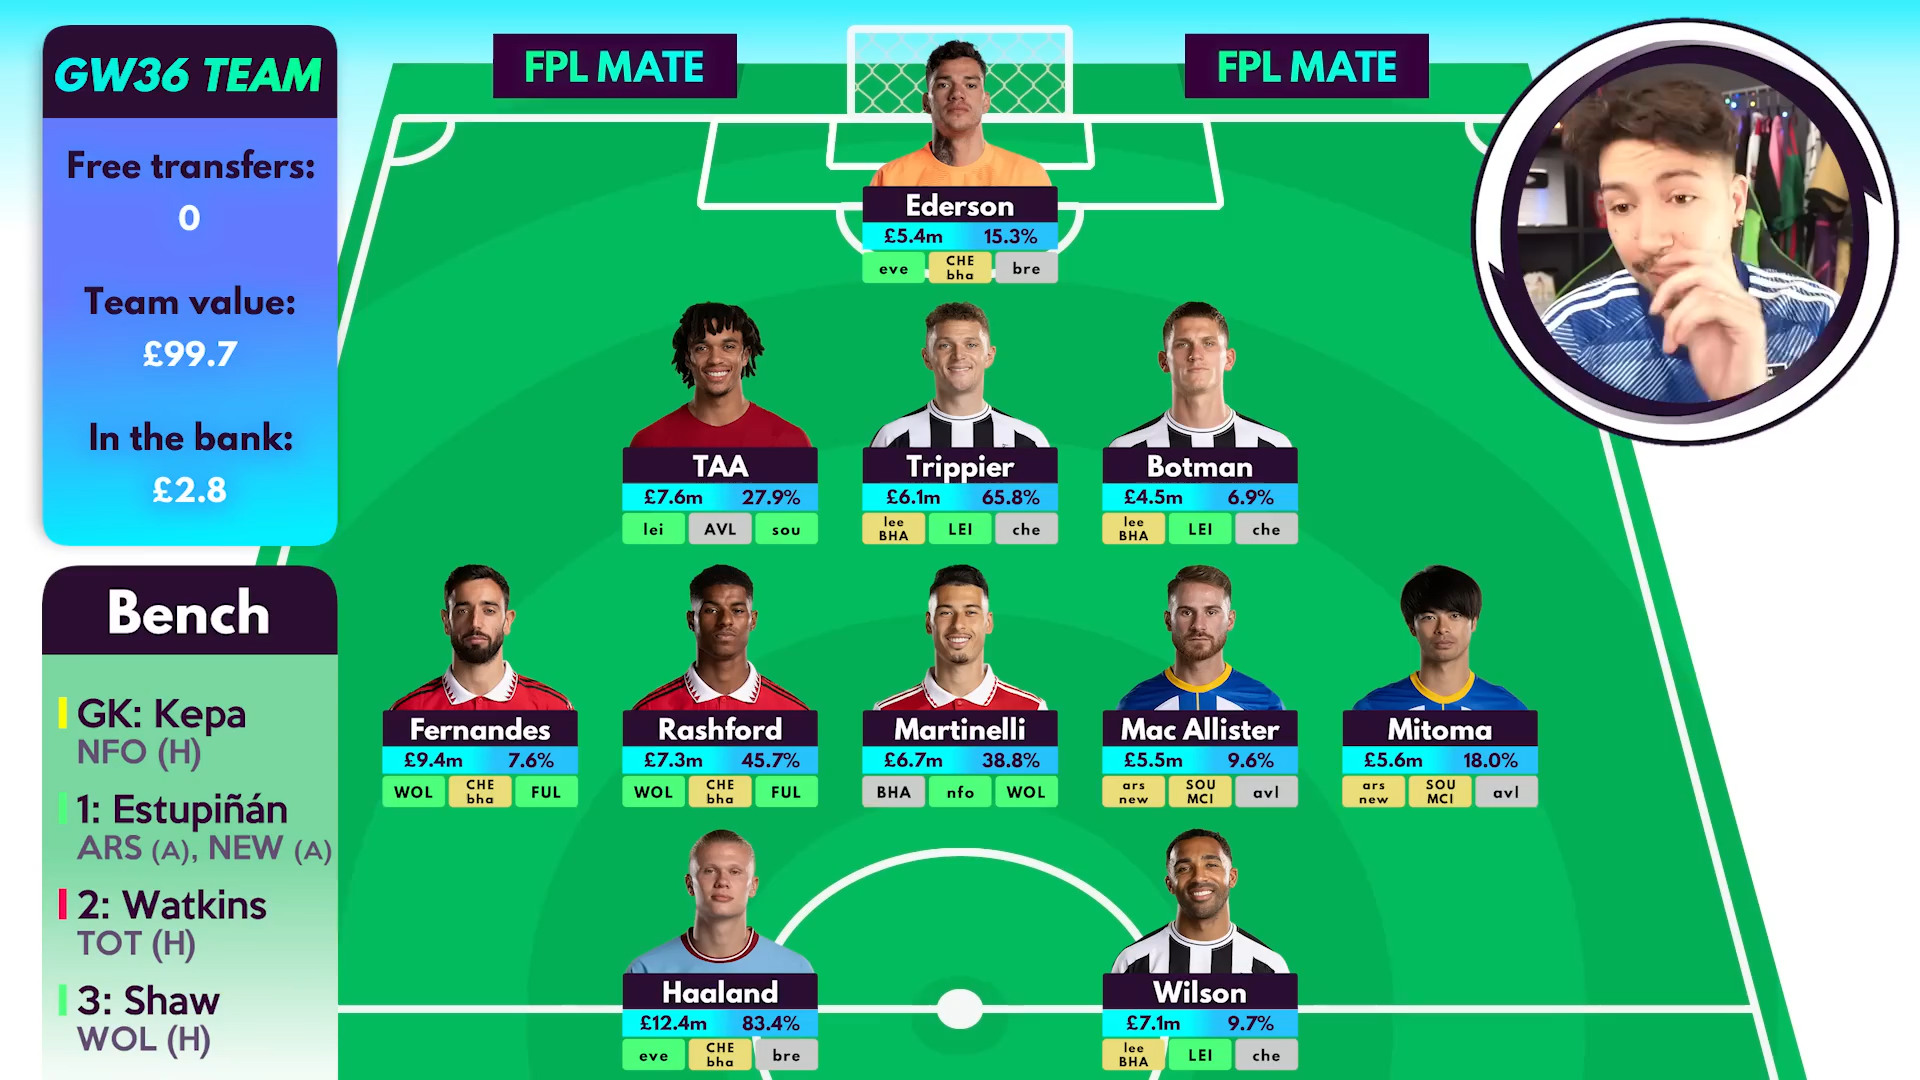 GW36 TEAM
Free transfers:
0
Team value:
£99.7
In the bank:
£2.8
FPL MATE
FPL MATE
Ederson
£5.4m 15.3%
eve CHE bha bre
TAA
£7.6m 27.9%
lei AVL sou
Trippier
£6.1m 65.8%
lee BHA LEI che
Botman
£4.5m 6.9%
lee BHA LEI che
Fernandes
£9.4m 7.6%
WOL CHE bha FUL
Rashford
£7.3m 45.7%
WOL CHE bha FUL
Martinelli
£6.7m 38.8%
BHA nfo WOL
Mac Allister
£5.5m 9.6%
ars new SOU MCI avl
Mitoma
£5.6m 18.0%
ars new SOU MCI avl
Haaland
£12.4m 83.4%
eve CHE bha bre
Wilson
£7.1m 9.7%
lee BHA LEI che
Bench
GK: Kepa
NFO (H)
1: Estupiñán
ARS (A), NEW (A)
2: Watkins
TOT (H)
3: Shaw
WOL (H)